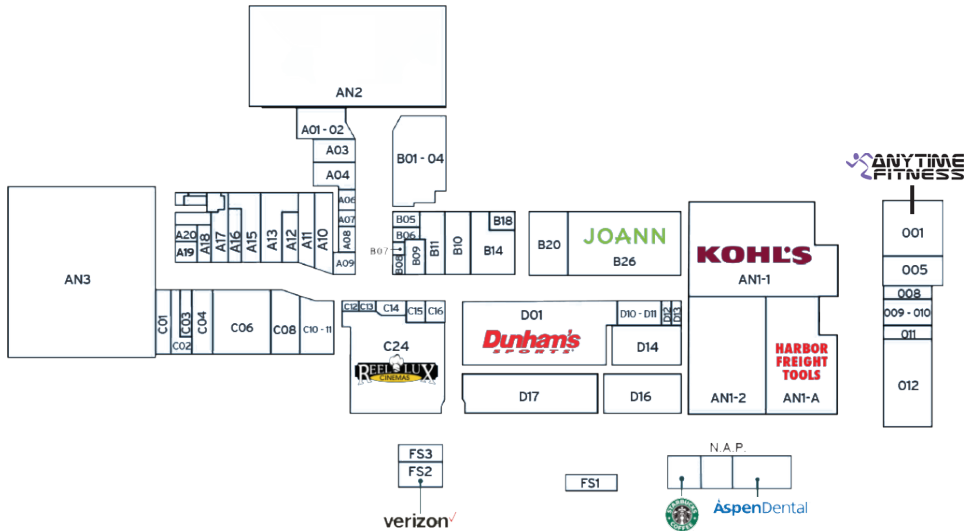 AN2
A01 - 02
A03
A04
B01 - 04
ANYTIME
FITNESS
A06
A07
A08
A09
A20
A19
A18
A17
A16
A15
A13
A12
A11
A10
B05
B06
B07
B08
B09
B11
B10
B18
B14
B20
JOANN
B26
KOHL'S
AN1-1
001
005
008
009 - 010
011
012
AN3
C01
C02
C03
C04
C06
C08
C10 - 11
C12
C13
C14
C15
C16
C24
REEL LUX
CINEMAS
D01
Dunham's
SPORTS
D10 - D11
D12
D13
D14
D17
D16
AN1-2
HARBOR
FREIGHT
TOOLS
AN1-A
FS3
FS2
verizon
FS1
N.A.P.
STARBUCKS
COFFEE
AspenDental